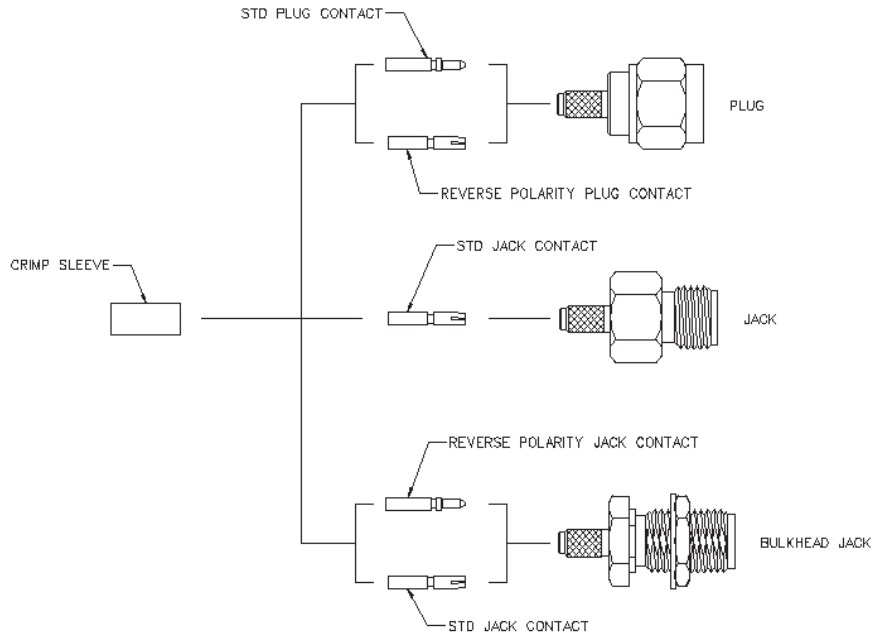 STD PLUG CONTACT
PLUG
REVERSE POLARITY PLUG CONTACT
STD JACK CONTACT
CRIMP SLEEVE
JACK
REVERSE POLARITY JACK CONTACT
BULKHEAD JACK
STD JACK CONTACT